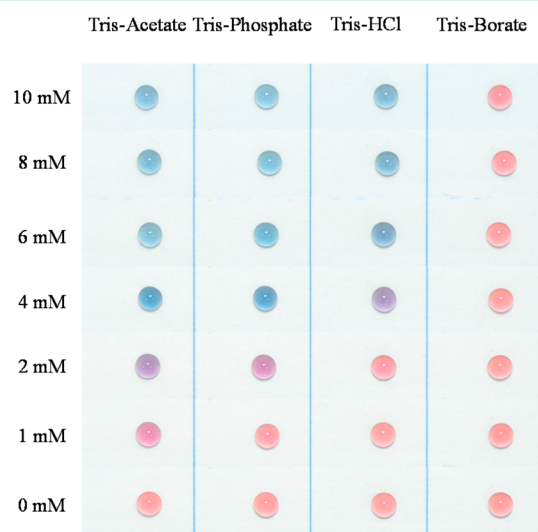 Tris-Acetate Tris-Phosphate Tris-HCl Tris-Borate
10 mM
8 mM
6 mM
4 mM
2 mM
1 mM
0 mM